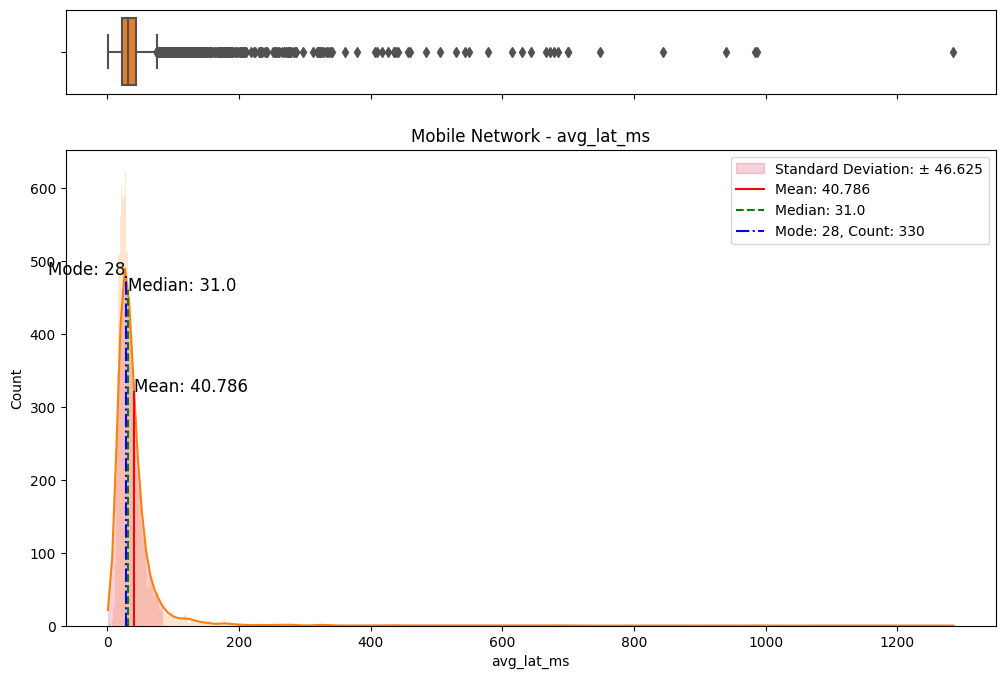 Mobile Network - avg_lat_ms
Standard Deviation: ± 46.625
Mean: 40.786
Median: 31.0
Mode: 28, Count: 330
600
500
400
300
200
100
0
Count
Mode: 28
Median: 31.0
Mean: 40.786
0
200
400
600
800
1000
1200
avg_lat_ms